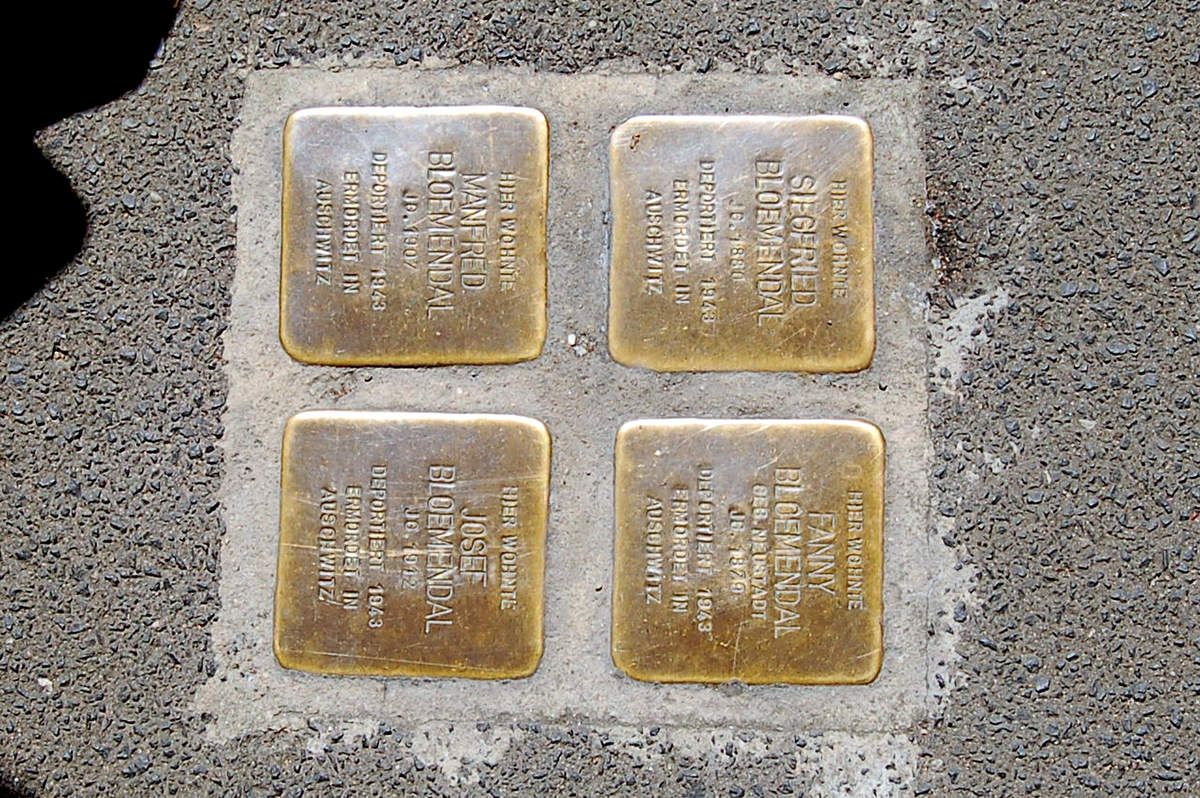 HIER WOHNTE
SIEGFRIED
BLOEMENDAL
JG.
DEPORTIERT 1943
ERMORDET IN
AUSCHWITZ
HIER WOHNTE
FANNY
BLOEMENDAL
GEB. NEUSTADT
JG. 1870
DEPORTIERT 1943
ERMORDET IN
AUSCHWITZ
HIER WOHNTE
MANFRED
BLOEMENDAL
JG. 1907
DEPORTIERT 1943
ERMORDET IN
AUSCHWITZ
HIER WOHNTE
JOSEF
BLOEMENDAL
JG. 1912
DEPORTIERT 1943
ERMORDET IN
AUSCHWITZ